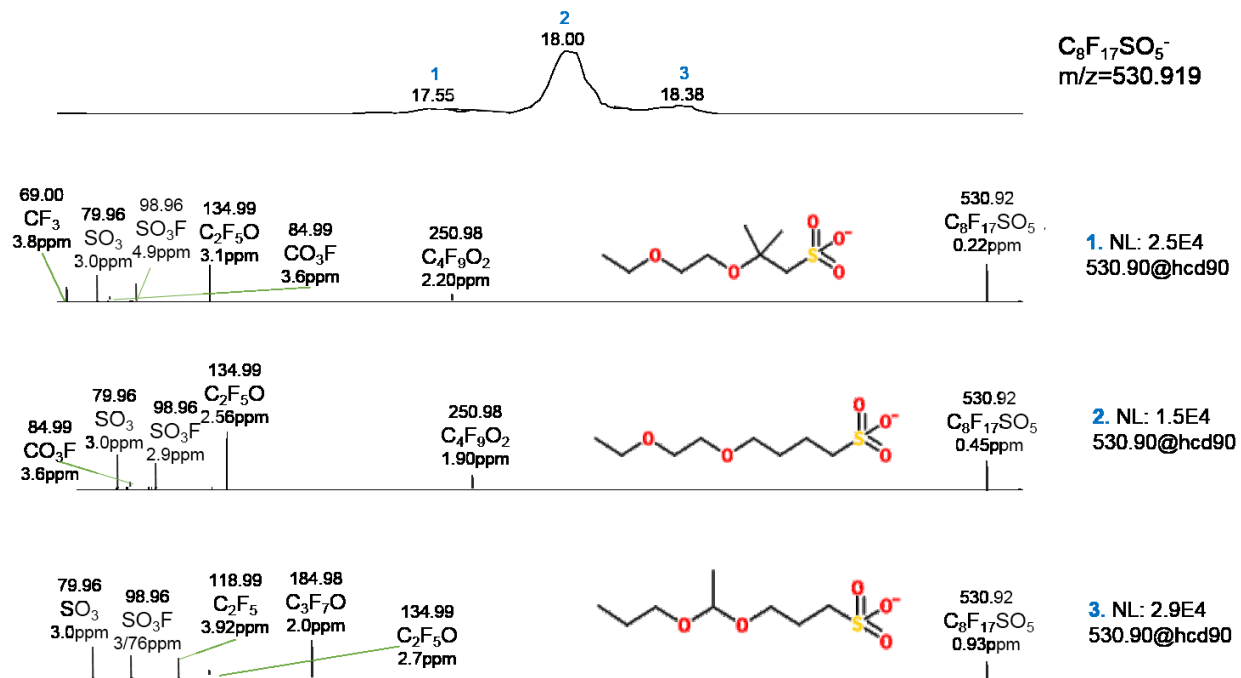 2
18.00
1
17.55
3
18.38
C₈F₁₇SO₅⁻
m/z=530.919
69.00
CF₃
3.8ppm
79.96
SO₃
3.0ppm
98.96
SO₃F
4.9ppm
134.99
C₂F₅O
3.1ppm
84.99
CO₃F
3.6ppm
250.98
C₄F₉O₂
2.20ppm
O
O
O
S
O⁻
O
530.92
C₈F₁₇SO₅
0.22ppm
1. NL: 2.5E4
530.90@hcd90
84.99
CO₃F
3.6ppm
79.96
SO₃
3.0ppm
98.96
SO₃F
2.9ppm
134.99
C₂F₅O
2.56ppm
250.98
C₄F₉O₂
1.90ppm
O
O
O
S
O⁻
O
530.92
C₈F₁₇SO₅
0.45ppm
2. NL: 1.5E4
530.90@hcd90
79.96
SO₃
3.0ppm
98.96
SO₃F
3/76ppm
118.99
C₂F₅
3.92ppm
184.98
C₃F₇O
2.0ppm
134.99
C₂F₅O
2.7ppm
O
O
O
S
O⁻
O
530.92
C₈F₁₇SO₅
0.93ppm
3. NL: 2.9E4
530.90@hcd90